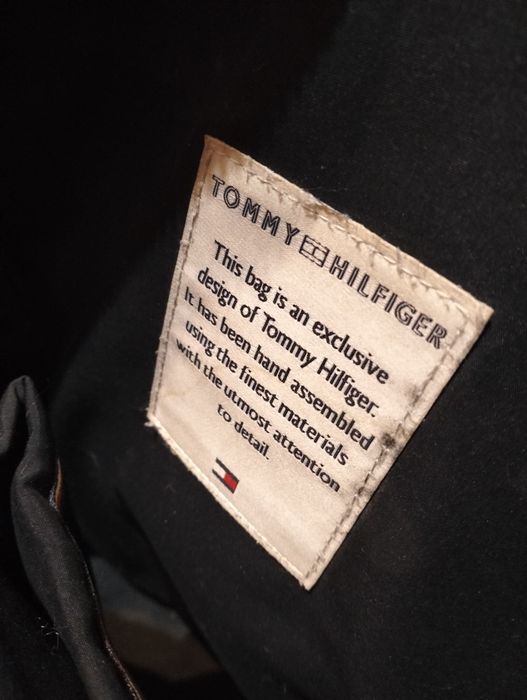 TOMMY HILFIGER
This bag is an exclusive
design of Tommy Hilfiger.
It has been hand assembled
using the finest materials
with the utmost attention
to detail.